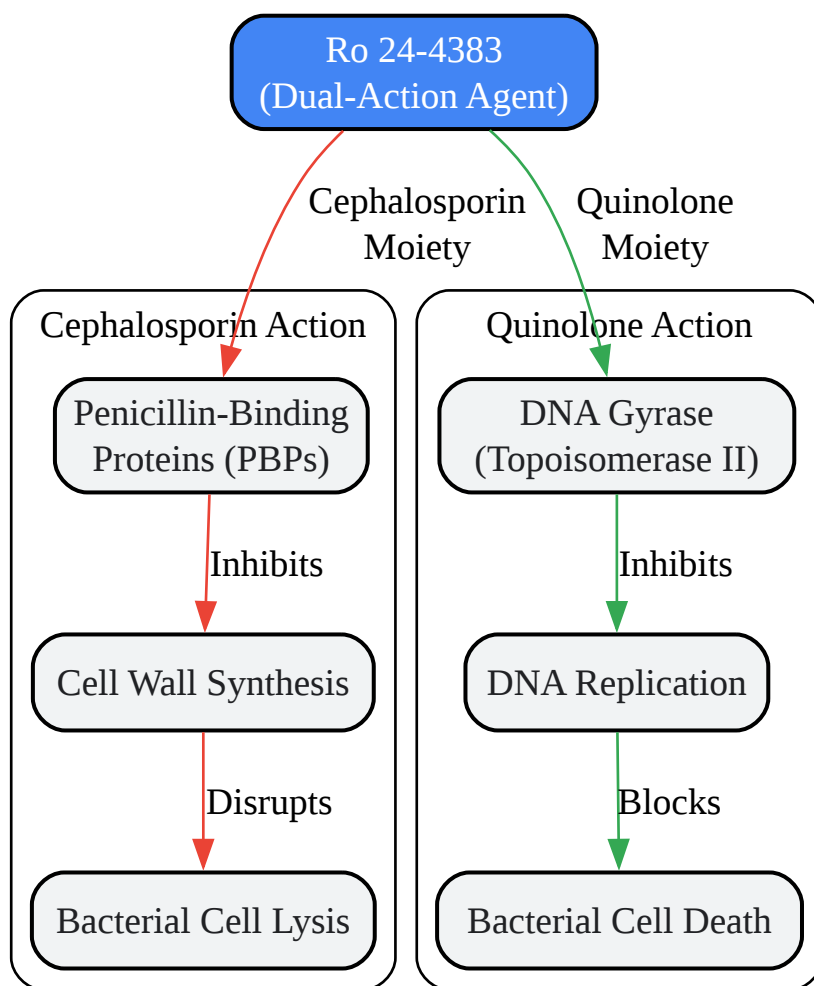 Ro 24-4383
(Dual-Action Agent)
Cephalosporin
Moiety
Quinolone
Moiety
Cephalosporin Action
Penicillin-Binding
Proteins (PBPs)
Inhibits
Cell Wall Synthesis
Disrupts
Bacterial Cell Lysis
Quinolone Action
DNA Gyrase
(Topoisomerase II)
Inhibits
DNA Replication
Blocks
Bacterial Cell Death